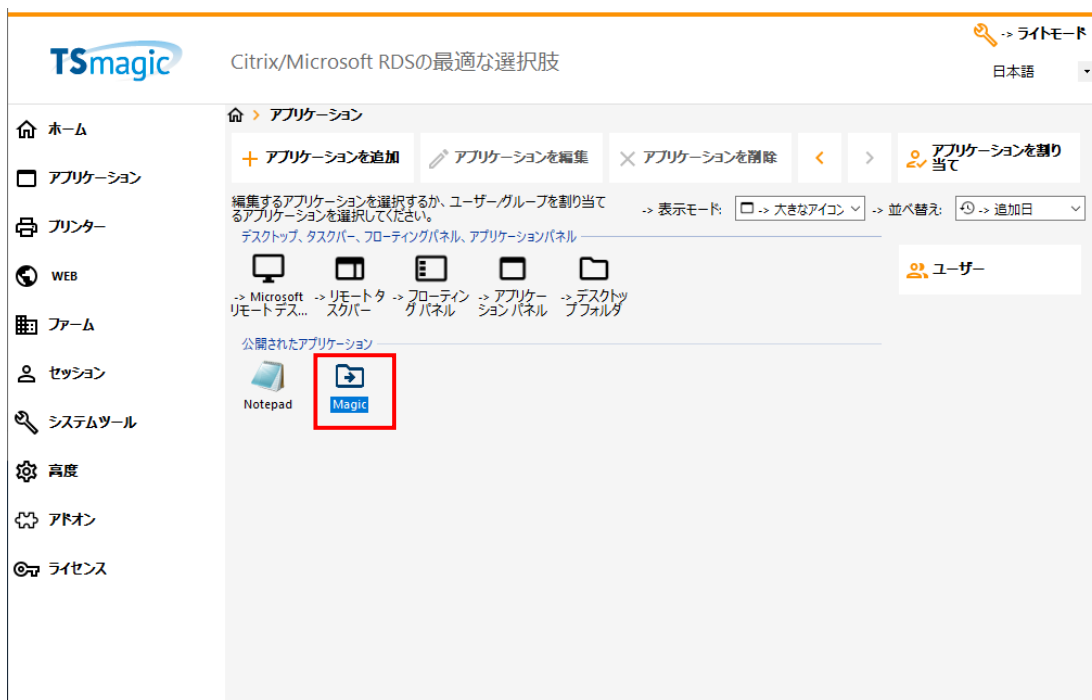 -> ライトモード
TSmagic
Citrix/Microsoft RDSの最適な選択肢
日本語
ホーム
アプリケーション
プリンター
WEB
ファーム
セッション
システムツール
高度
アドオン
ライセンス
アプリケーション
アプリケーションを追加
アプリケーションを編集
アプリケーションを削除
アプリケーションを割り
当て
編集するアプリケーションを選択するか、ユーザー/グループを割り当て
るアプリケーションを選択してください。
-> 表示モード:
-> 大きなアイコン
-> 並べ替え:
-> 追加日
デスクトップ、タスクバー、フローティングパネル、アプリケーションパネル
-> Microsoft
リモートデス...
-> リモートタ
スクバー
-> フローティン
グパネル
-> アプリケー
ション パネル
-> デスクトッ
プフォルダ
ユーザー
公開されたアプリケーション
Notepad
Magic